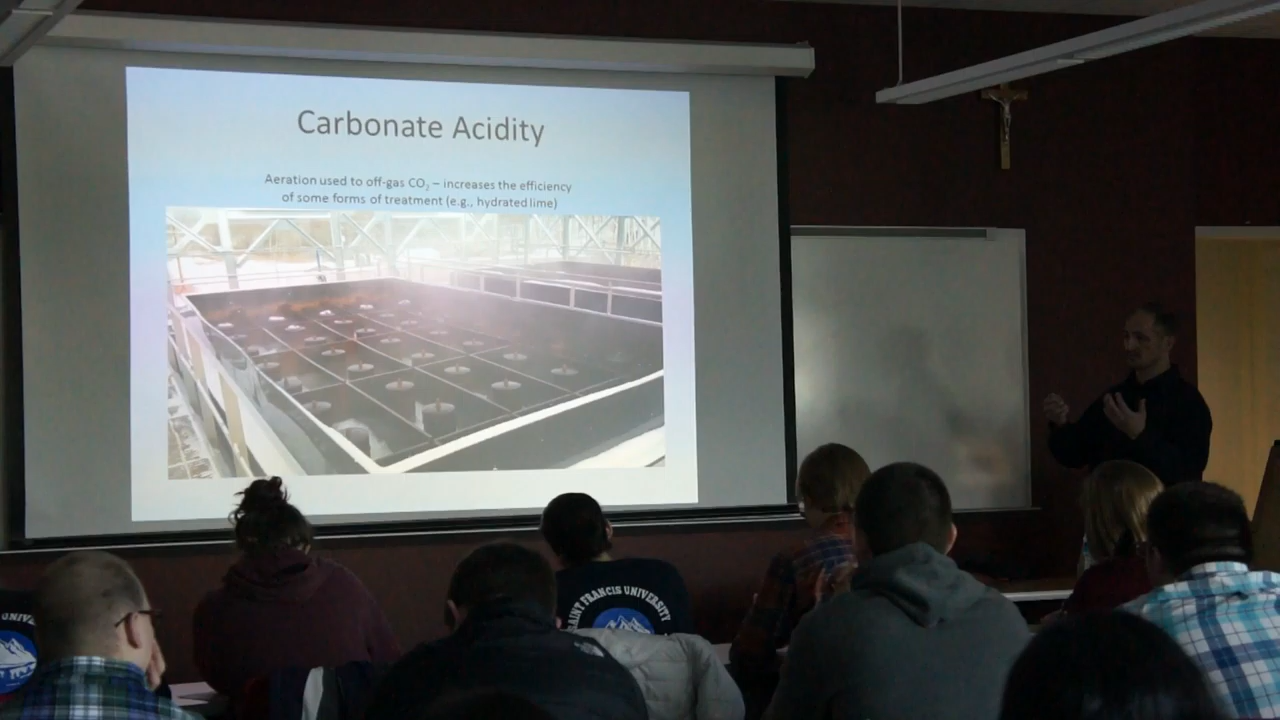 Carbonate Acidity
Aeration used to off-gas CO₂ – increases the efficiency
of some forms of treatment (e.g., hydrated lime)
SAINT FRANCIS UNIVERSITY